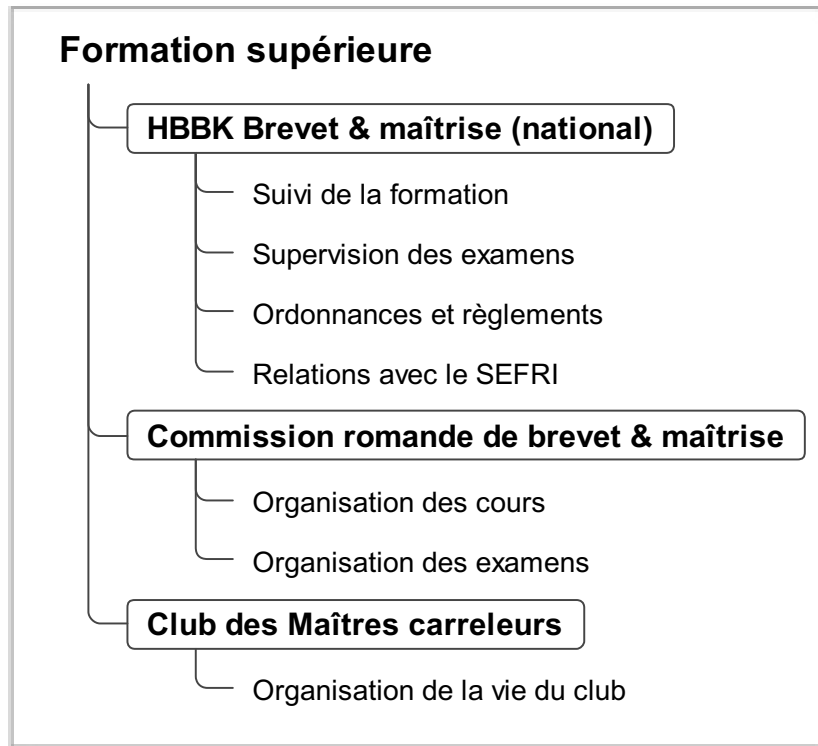 Formation supérieure
HBBK Brevet & maîtrise (national)
Suivi de la formation
Supervision des examens
Ordonnances et règlements
Relations avec le SEFRI
Commission romande de brevet & maîtrise
Organisation des cours
Organisation des examens
Club des Maîtres carreleurs
Organisation de la vie du club